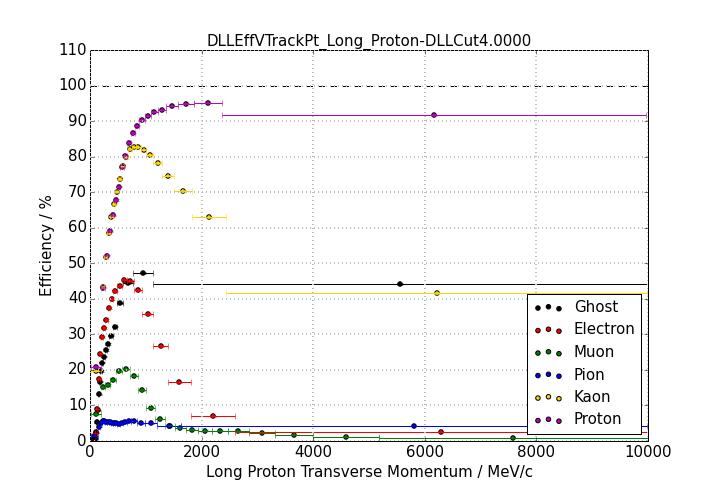 DLLEffVTrackPt_Long_Proton-DLLCut4.0000
110
100
90
80
70
60
50
40
30
20
10
0
Efficiency / %
0 2000 4000 6000 8000 10000
Long Proton Transverse Momentum / MeV/c
Ghost
Electron
Muon
Pion
Kaon
Proton